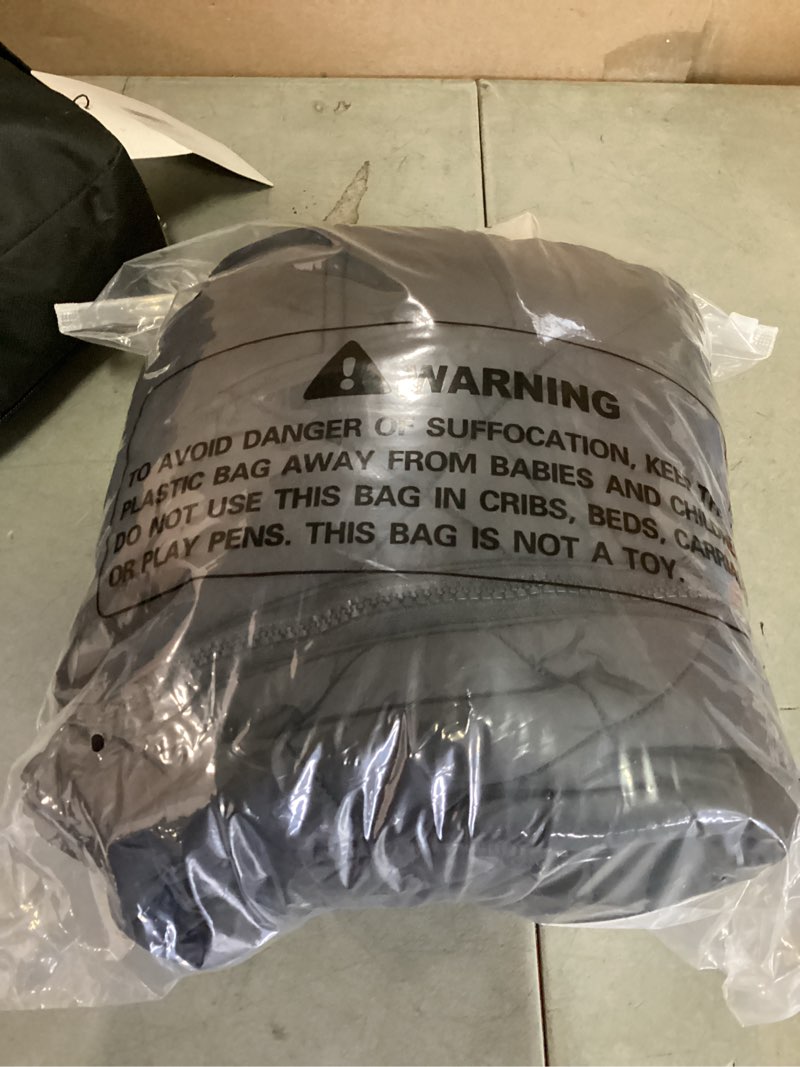 WARNING
TO AVOID DANGER OF SUFFOCATION, KEEP
PLASTIC BAG AWAY FROM BABIES AND
DO NOT USE THIS BAG IN CRIBS, BEDS,
OR PLAY PENS. THIS BAG IS NOT A TOY.